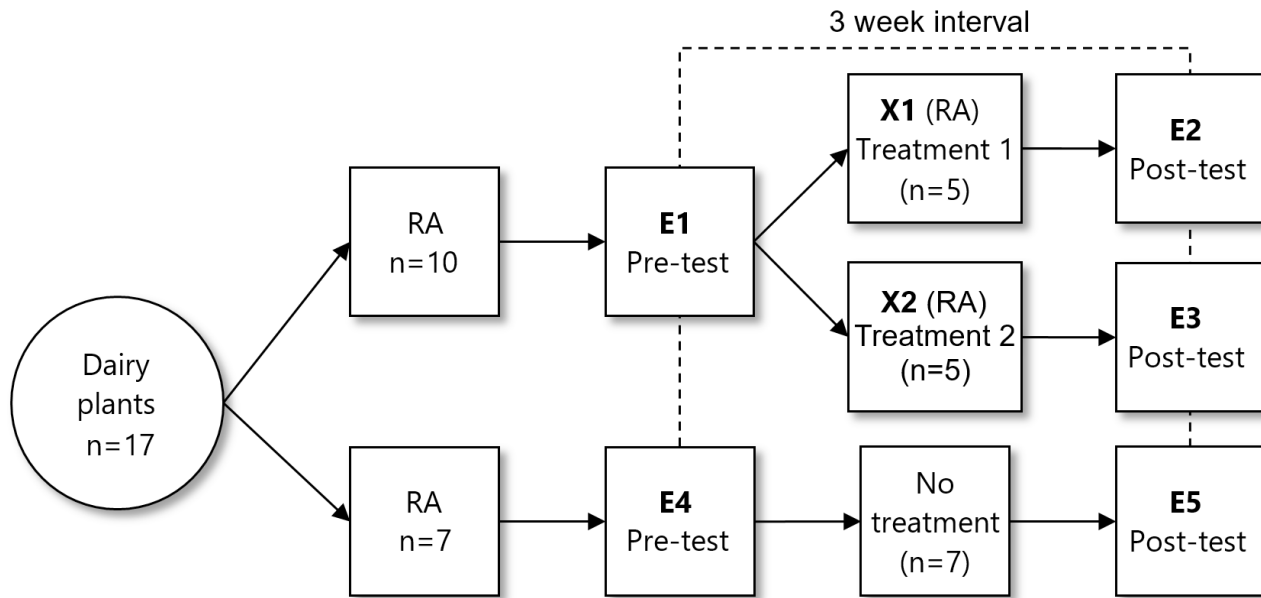 3 week interval
Dairy
plants
n=17
RA
n=10
E1
Pre-test
X1 (RA)
Treatment 1
(n=5)
E2
Post-test
X2 (RA)
Treatment 2
(n=5)
E3
Post-test
RA
n=7
E4
Pre-test
No
treatment
(n=7)
E5
Post-test